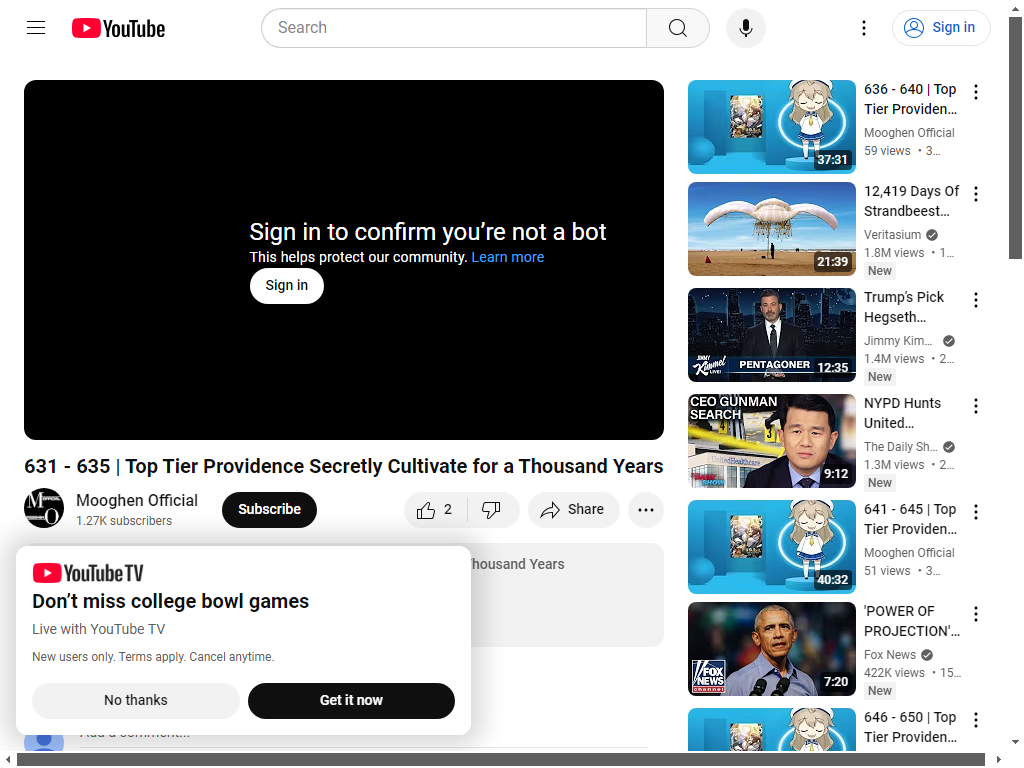 YouTube
Search
Sign in
Sign in to confirm you’re not a bot
This helps protect our community. Learn more
Sign in
631 - 635 | Top Tier Providence Secretly Cultivate for a Thousand Years
Mooghen Official
1.27K subscribers
Subscribe
2
Share
housand Years
YouTube TV
Don’t miss college bowl games
Live with YouTube TV
New users only. Terms apply. Cancel anytime.
No thanks
Get it now
Add a comment...
37:31
636 - 640 | Top
Tier Providen...
Mooghen Official
59 views • 3...
21:39
12,419 Days Of
Strandbeest...
Veritasium
1.8M views • 1...
New
JIMMY
Kimmel
LIVE!
PENTAGONER
12:35
Trump’s Pick
Hegseth...
Jimmy Kim...
1.4M views • 2...
New
CEO GUNMAN
SEARCH
UnitedHealthcare
9:12
NYPD Hunts
United...
The Daily Sh...
1.3M views • 2...
New
40:32
641 - 645 | Top
Tier Providen...
Mooghen Official
51 views • 3...
FOX
NEWS
channel
7:20
'POWER OF
PROJECTION'...
Fox News
422K views • 15...
New
646 - 650 | Top
Tier Providen...